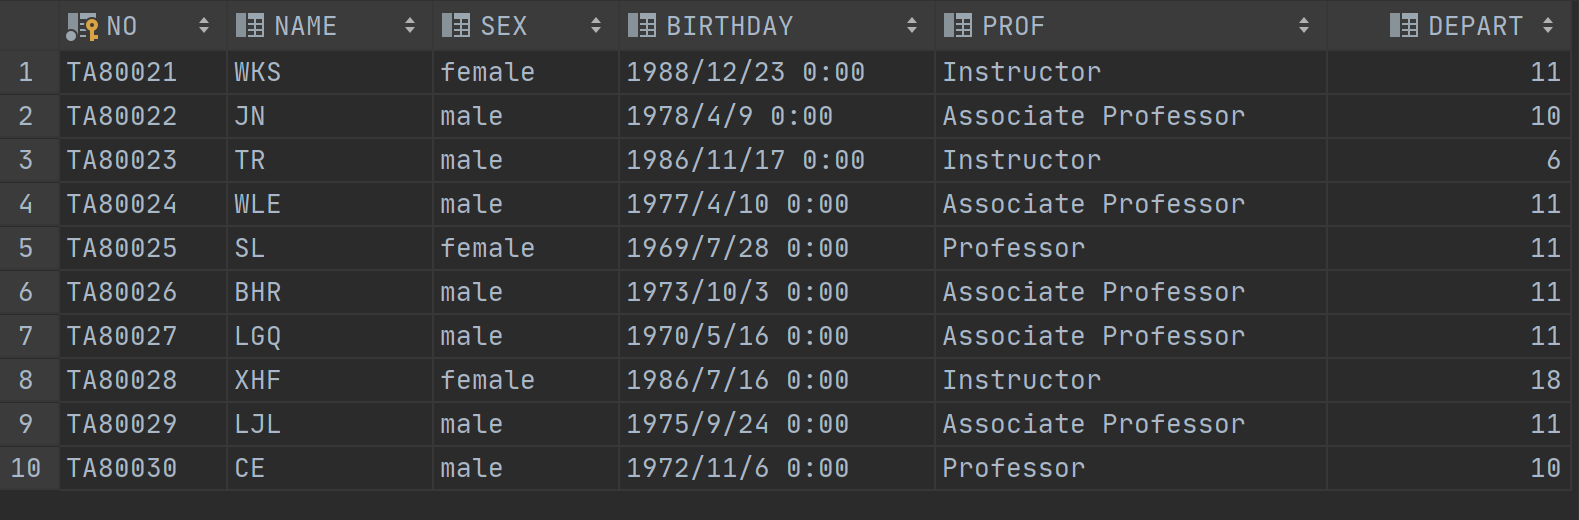 NO NAME SEX BIRTHDAY PROF DEPART
1 TA80021 WKS female 1988/12/23 0:00 Instructor 11
2 TA80022 JN male 1978/4/9 0:00 Associate Professor 10
3 TA80023 TR male 1986/11/17 0:00 Instructor 6
4 TA80024 WLE male 1977/4/10 0:00 Associate Professor 11
5 TA80025 SL female 1969/7/28 0:00 Professor 11
6 TA80026 BHR male 1973/10/3 0:00 Associate Professor 11
7 TA80027 LGQ male 1970/5/16 0:00 Associate Professor 11
8 TA80028 XHF female 1986/7/16 0:00 Instructor 18
9 TA80029 LJL male 1975/9/24 0:00 Associate Professor 11
10 TA80030 CE male 1972/11/6 0:00 Professor 10